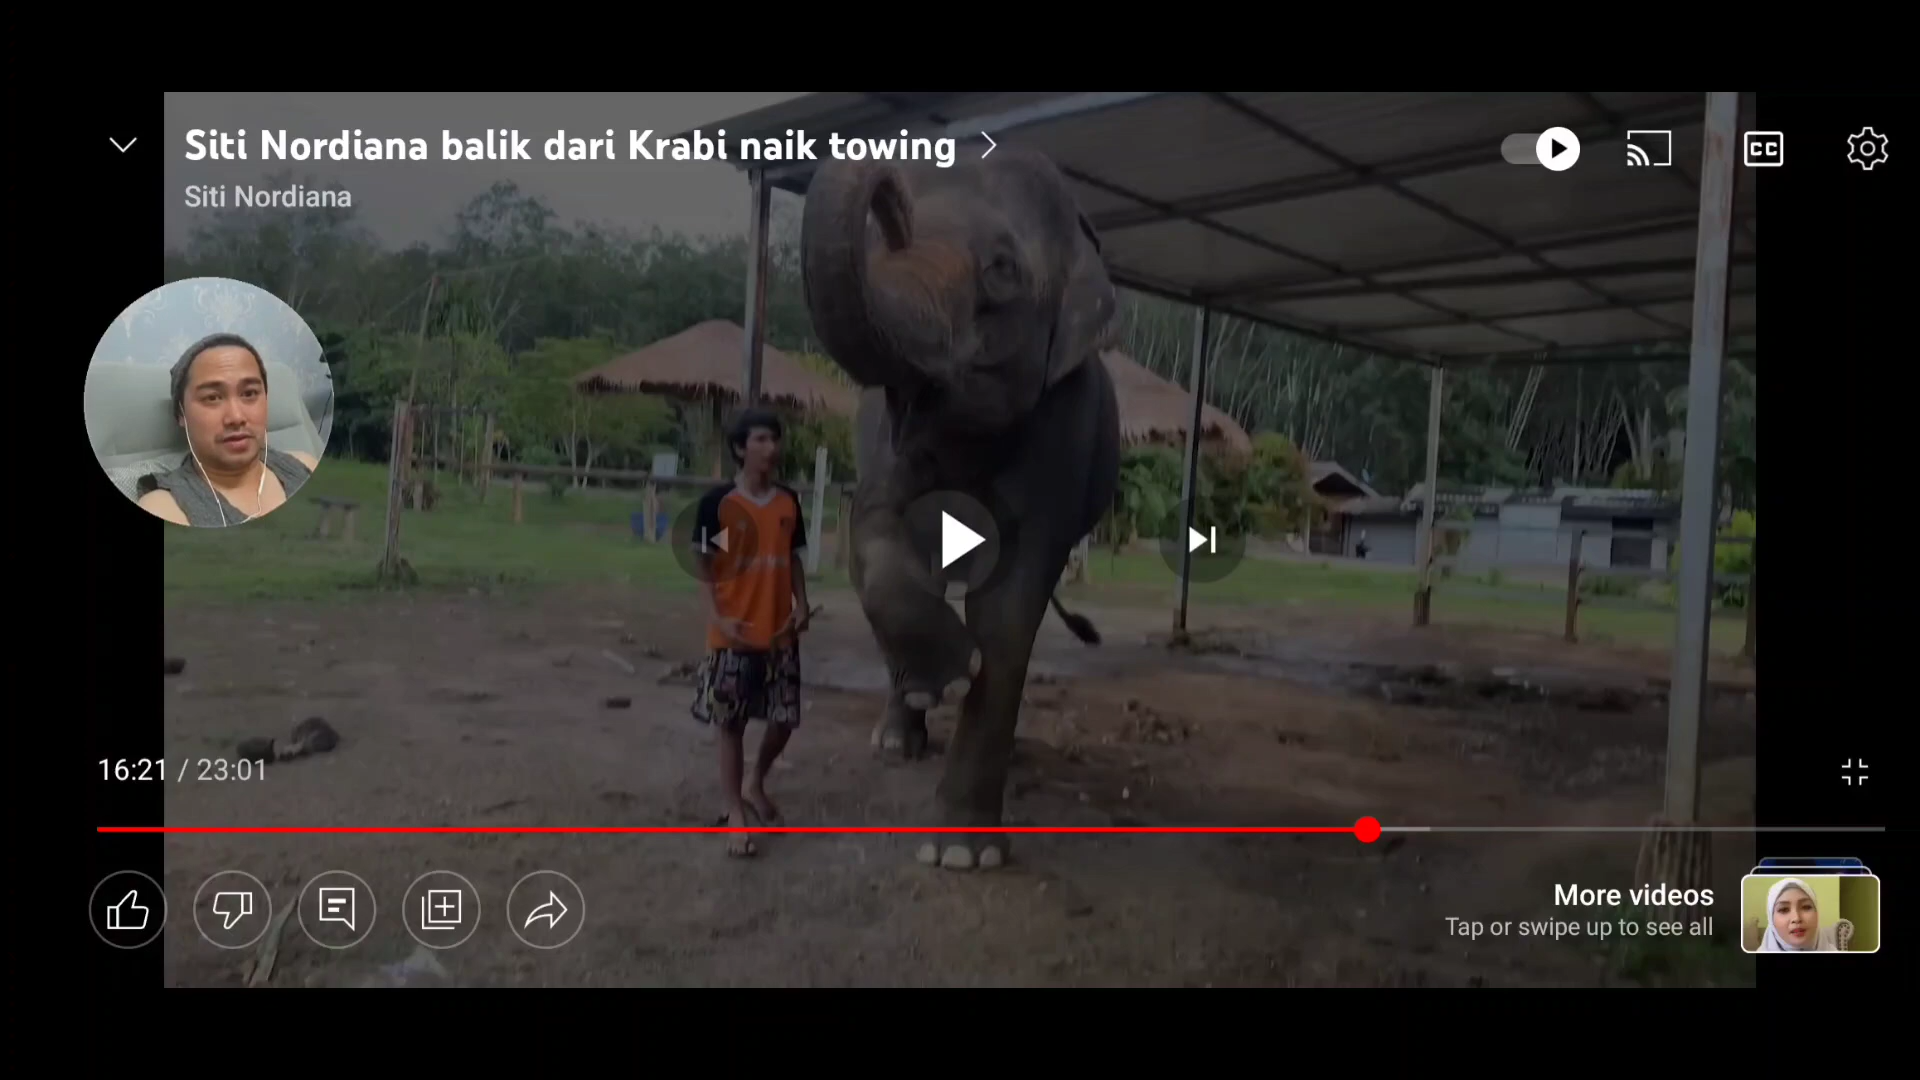 Siti Nordiana balik dari Krabi naik towing
Siti Nordiana
CC
16:21 / 23:01
More videos
Tap or swipe up to see all